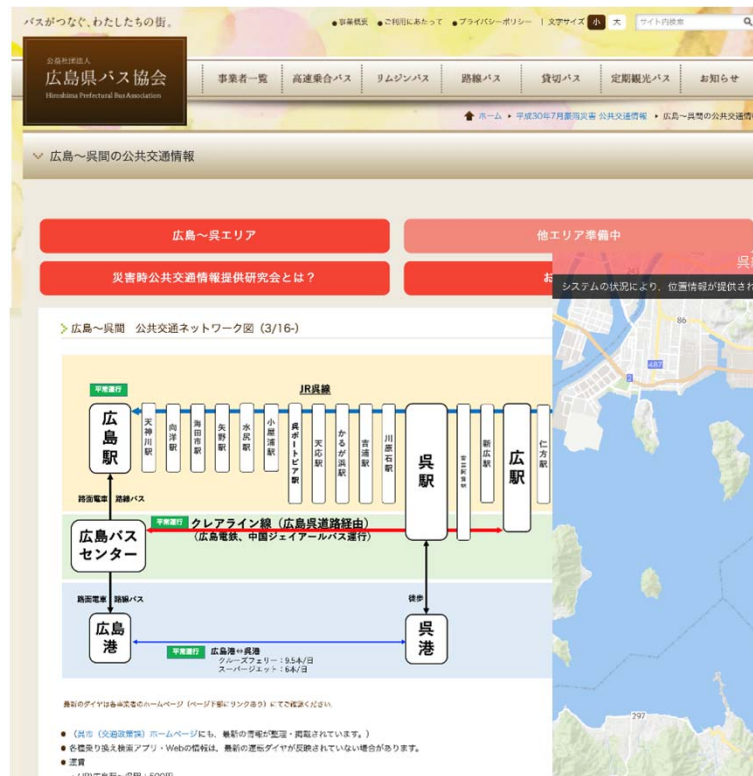 バスがつなぐ、わたしたちの街。
●事業概要 ●ご利用にあたって ●プライバシーポリシー | 文字サイズ 小 大 サイト内検索
公益社団法人
広島県バス協会
Hiroshima Prefectural Bus Association
事業者一覧 高速乗合バス リムジンバス 路線バス 貸切バス 定期観光バス お知らせ
ホーム ▸ 平成30年7月豪雨災害 公共交通情報 ▸ 広島～呉間の公共交通情
広島～呉間の公共交通情報
広島～呉エリア
他エリア準備中
災害時公共交通情報提供研究会とは？
お
呉
システムの状況により、位置情報が提供され
広島～呉間 公共交通ネットワーク図（3/16-）
平常運行
JR呉線
広島駅
天神川駅
向洋駅
海田市駅
矢野駅
水尻駅
小屋浦駅
呉ポートピア駅
天応駅
かるが浜駅
吉浦駅
川原石駅
呉駅
新広駅
広駅
仁方駅
路面電車 路線バス
広島バスセンター
平常運行 クレアライン線（広島呉道路経由）
（広島電鉄、中国ジェイアールバス運行）
路面電車 路線バス
徒歩
広島港
呉港
平常運行 広島港⇔呉港
クルーズフェリー：9.5本/日
スーパージェット：6本/日
最新のダイヤは各事業者のホームページ（ページ下部にリンクあり）にてご確認ください。
● （呉市（交通政策課）ホームページにも、最新の情報が整理・掲載されています。）
● 各種乗り換え検索アプリ・Webの情報は、最新の運転ダイヤが反映されていない場合があります。
● 運賃
86
487
2
297